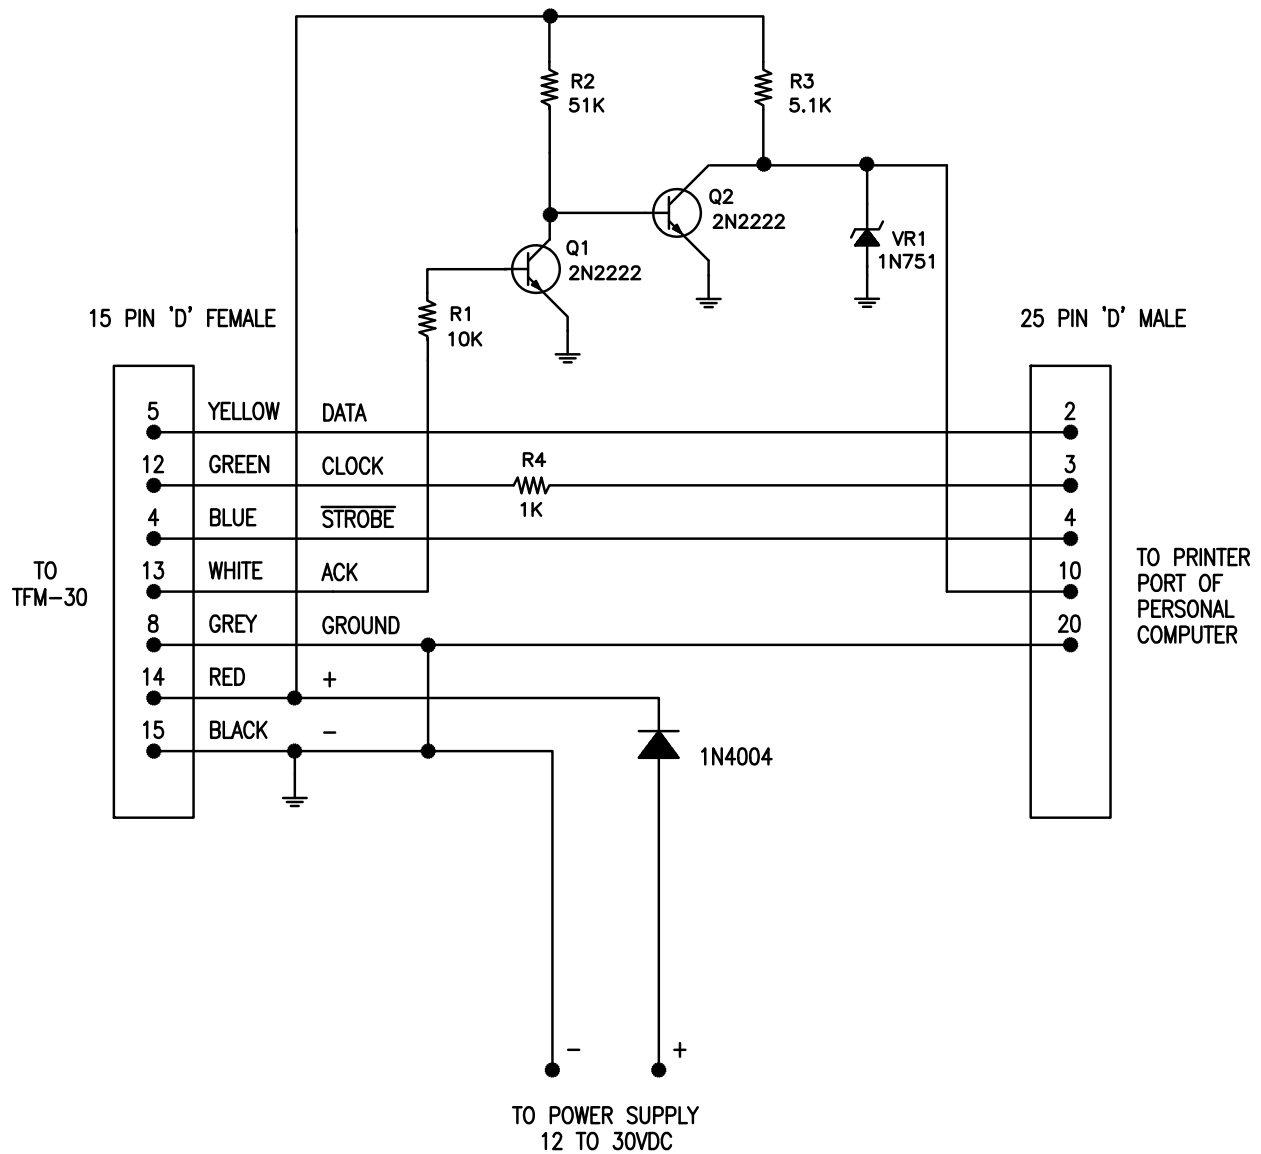 R2
51K
R3
5.1K
Q2
2N2222
Q1
2N2222
VR1
1N751
R1
10K
15 PIN 'D' FEMALE
25 PIN 'D' MALE
5 YELLOW DATA 2
12 GREEN CLOCK R4 3
1K
4 BLUE STROBE 4
13 WHITE ACK 10
8 GREY GROUND 20
14 RED +
15 BLACK -
TO
TFM-30
TO PRINTER
PORT OF
PERSONAL
COMPUTER
1N4004
- +
TO POWER SUPPLY
12 TO 30VDC